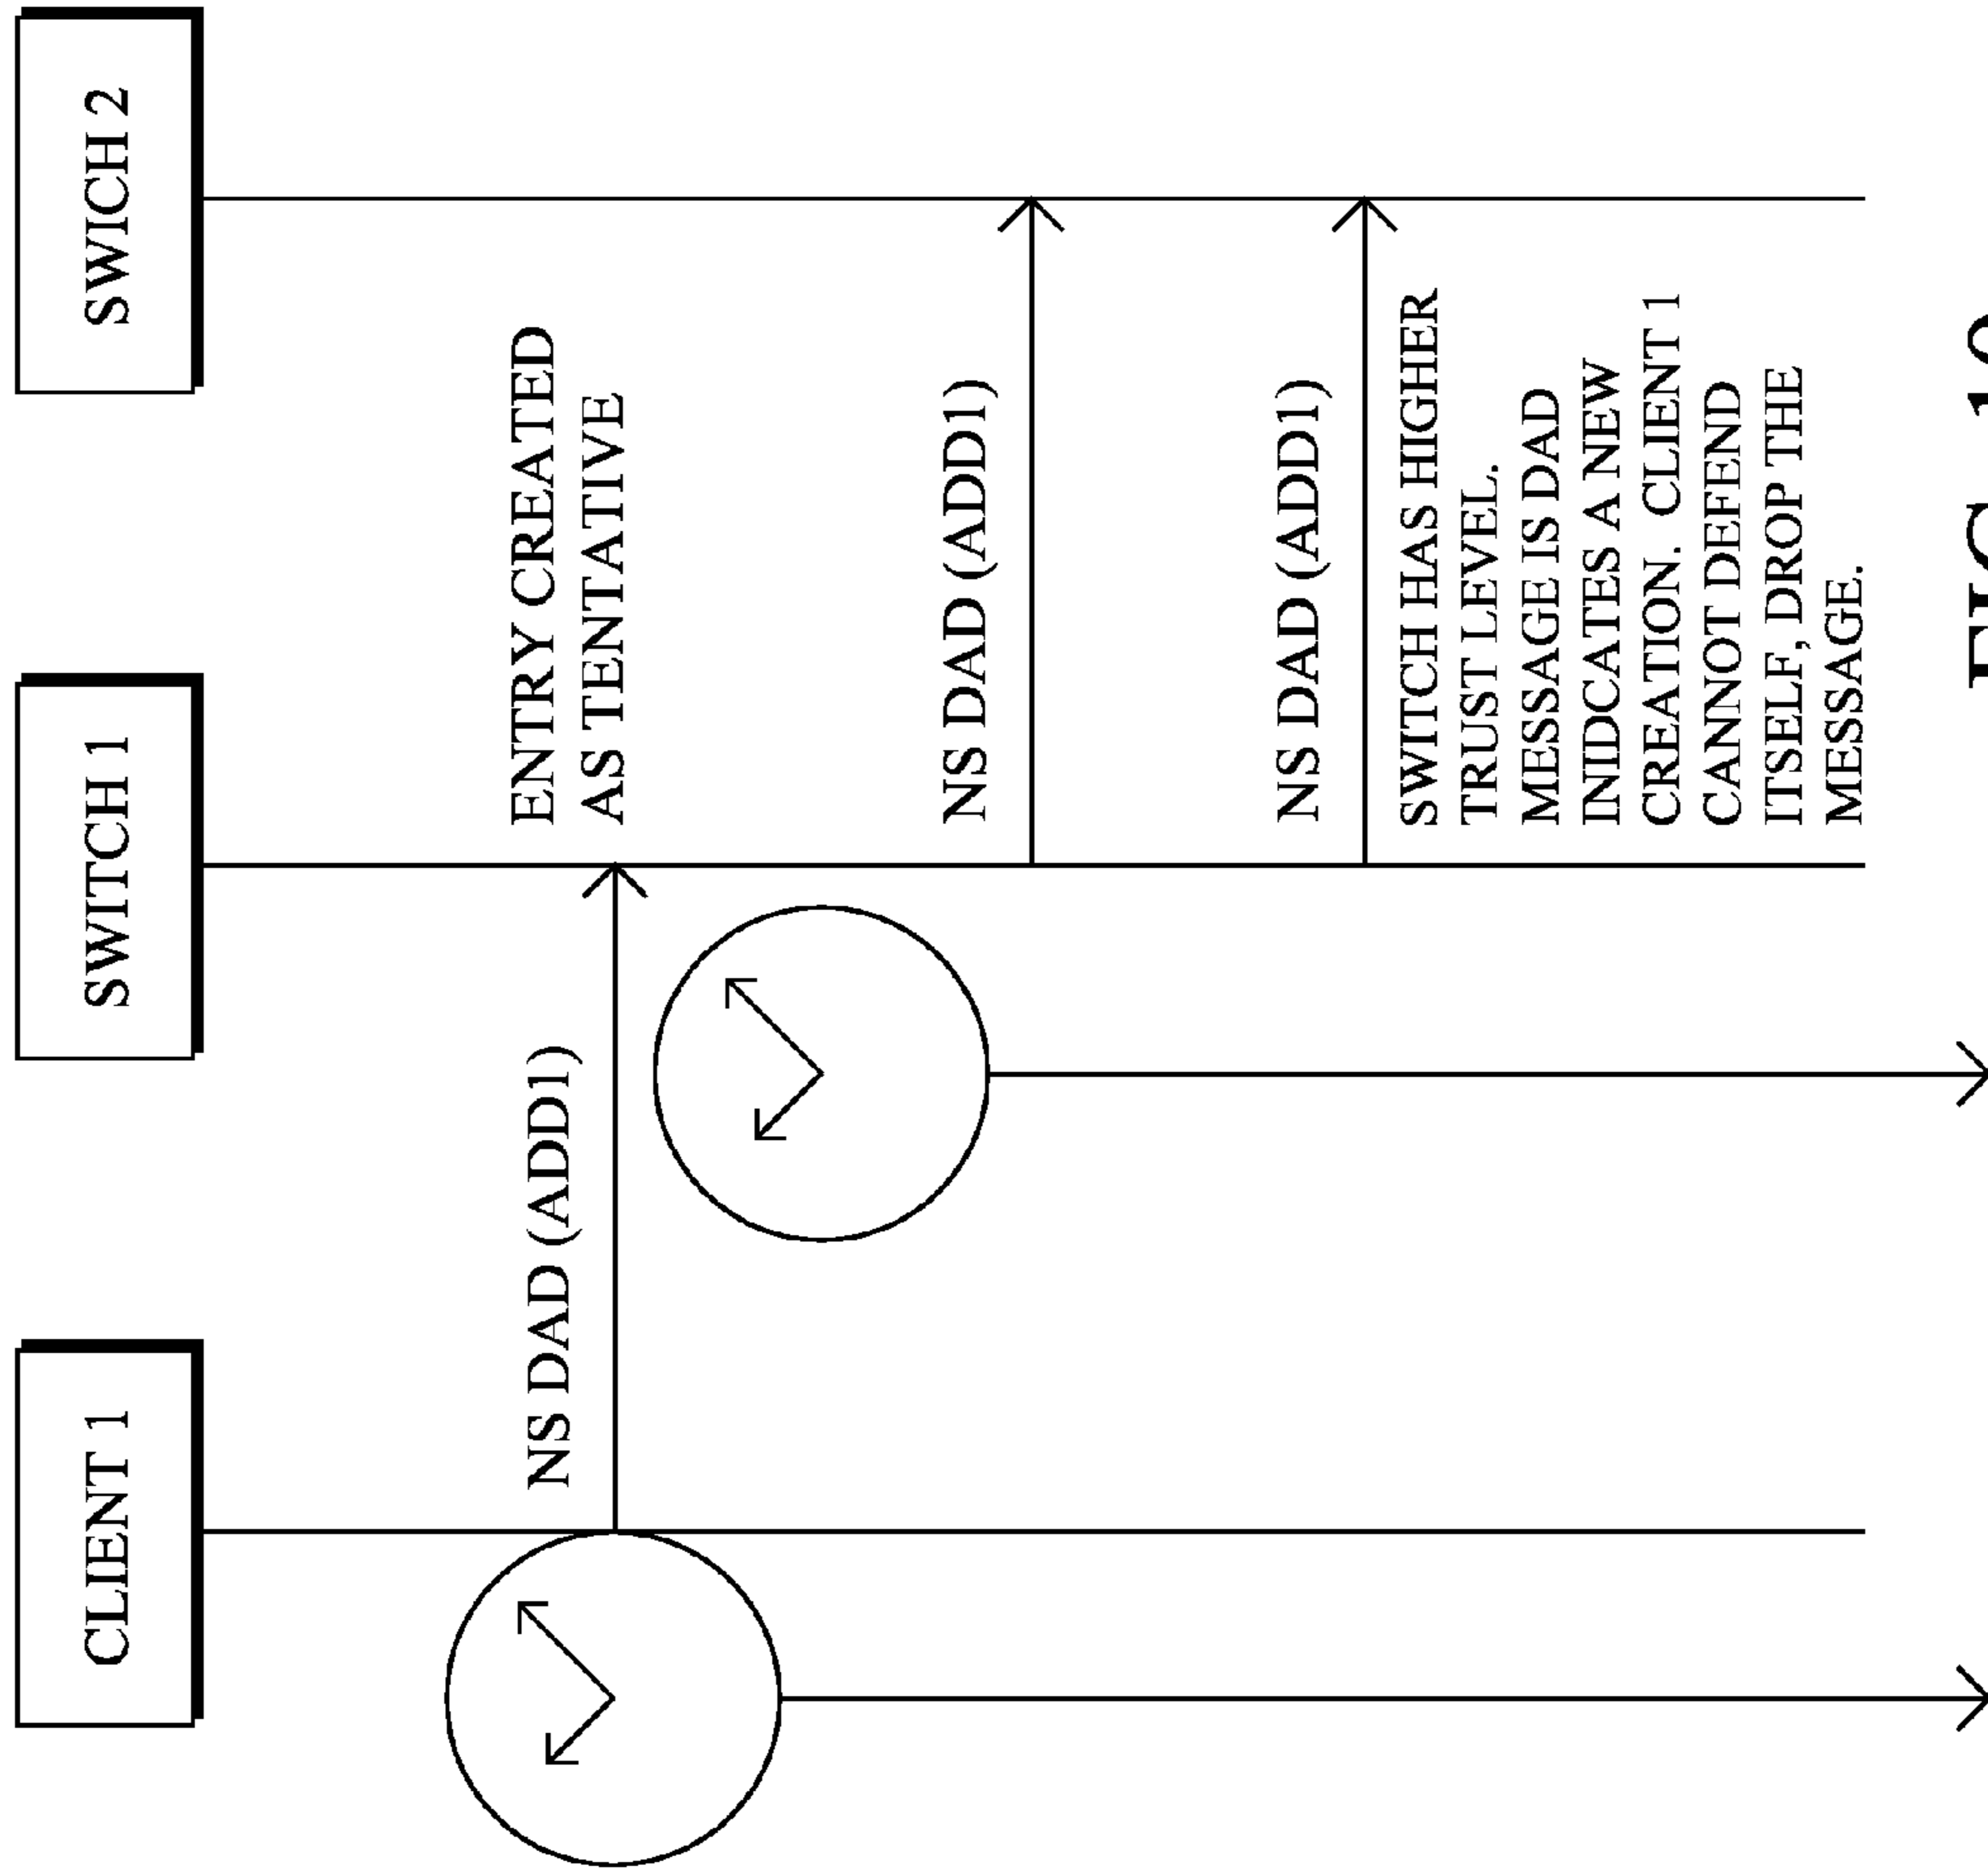 CLIENT 1
SWITCH 1
SWICH 2
NS DAD (ADD1)
ENTRY CREATED
AS TENTATIVE
NS DAD (ADD1)
NS DAD (ADD1)
SWITCH HAS HIGHER
TRUST LEVEL.
MESSAGE IS DAD
INIDCATES A NEW
CREATION. CLIENT 1
CANNOT DEFEND
ITSELF, DROP THE
MESSAGE.
FIG.